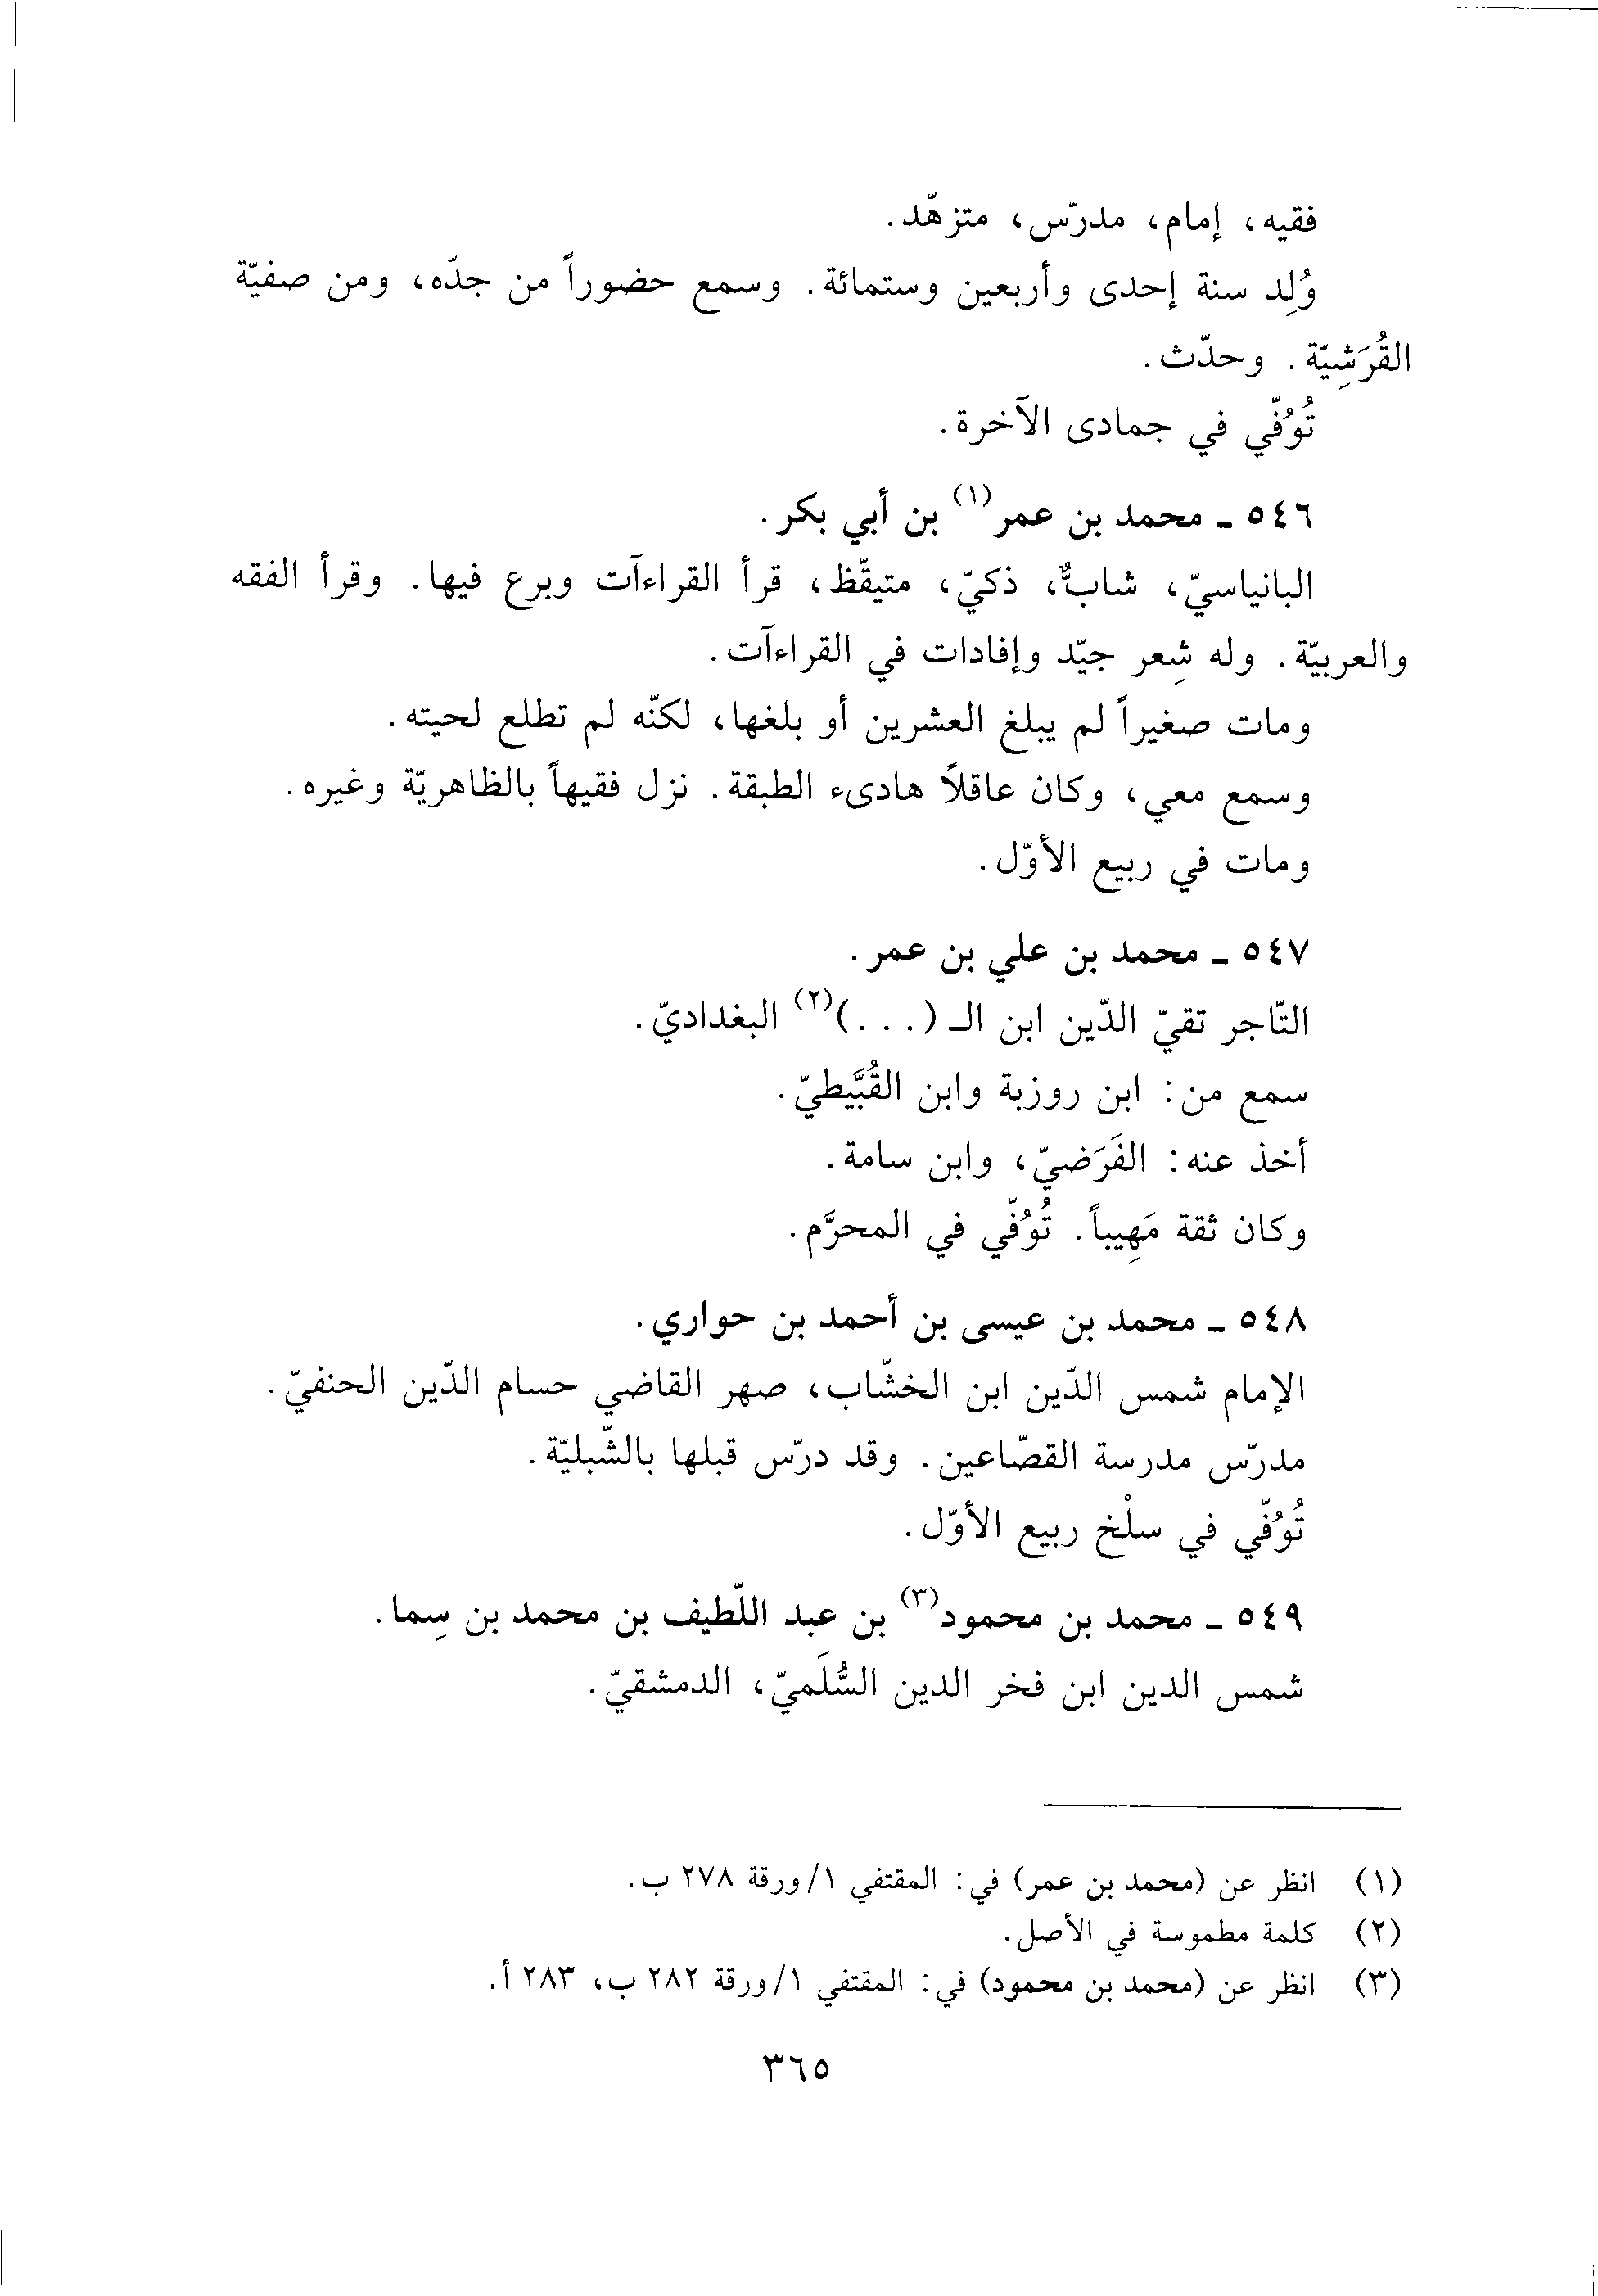 فقيه، إمام، مدرّس، متزهّد.
وُلِد سنة إحدى وأربعين وستمائة. وسمع حضوراً من جدّه، ومن صفيّة
القُرَشِيّة. وحدّث.
تُوُفّي في جمادى الآخرة.
٥٤٦ ـ محمد بن عمر(١) بن أبي بكر.
البانياسيّ، شابٌّ، ذكيّ، متيقّظ، قرأ القراءآت وبرع فيها. وقرأ الفقه
والعربيّة. وله شِعر جيّد وإفادات في القراءآت.
ومات صغيراً لم يبلغ العشرين أو بلغها، لكنّه لم تطلع لحيته.
وسمع معي، وكان عاقلاً هادىء الطبقة. نزل فقيهاً بالظاهريّة وغيره.
ومات في ربيع الأوّل.
٥٤٧ ـ محمد بن علي بن عمر.
التّاجر تقيّ الدّين ابن الـ (. . .)(٢) البغداديّ.
سمع من: ابن روزبة وابن القُبَّيطيّ.
أخذ عنه: الفَرَضيّ، وابن سامة.
وكان ثقة مَهِيباً. تُوُفّي في المحرَّم.
٥٤٨ ـ محمد بن عيسى بن أحمد بن حواري.
الإمام شمس الدّين ابن الخشّاب، صهر القاضي حسام الدّين الحنفيّ.
مدرّس مدرسة القصّاعين. وقد درّس قبلها بالشّبليّة.
تُوُفّي في سلْخ ربيع الأوّل.
٥٤٩ ـ محمد بن محمود(٣) بن عبد اللّطيف بن محمد بن سِما.
شمس الدين ابن فخر الدين السُّلَميّ، الدمشقيّ.
(١) انظر عن (محمد بن عمر) في: المقتفي ١/ورقة ٢٧٨ ب.
(٢) كلمة مطموسة في الأصل.
(٣) انظر عن (محمد بن محمود) في: المقتفي ١/ورقة ٢٨٢ ب، ٢٨٣ أ.
٣٦٥